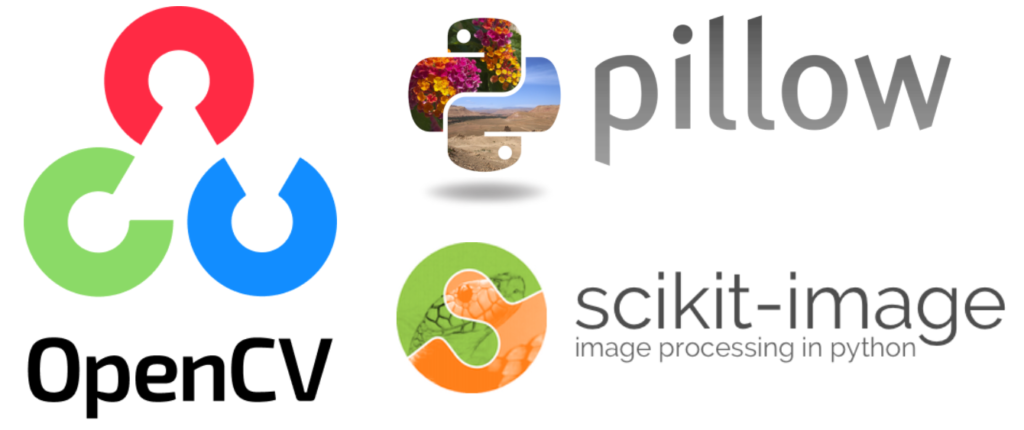 OpenCV
pillow
scikit-image
image processing in python